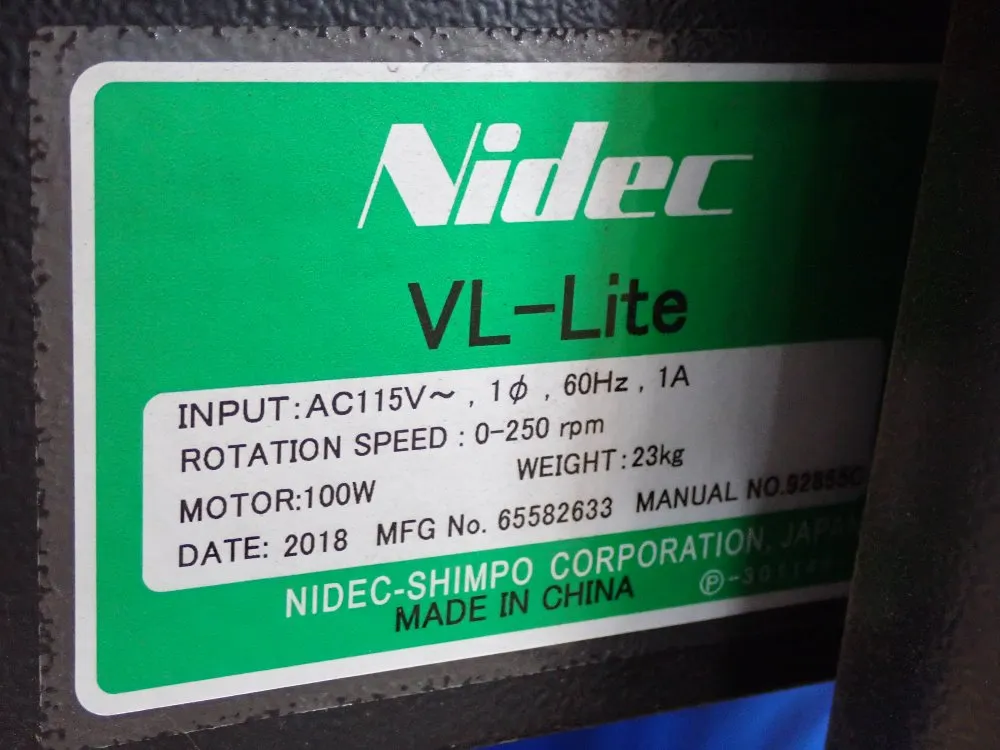 Nidec
VL-Lite
INPUT:AC115V～ , 1ϕ , 60Hz , 1A
ROTATION SPEED : 0-250 rpm
MOTOR:100W WEIGHT:23kg
DATE: 2018 MFG No. 65582633 MANUAL NO.
NIDEC-SHIMPO CORPORATION, JAPAN
MADE IN CHINA